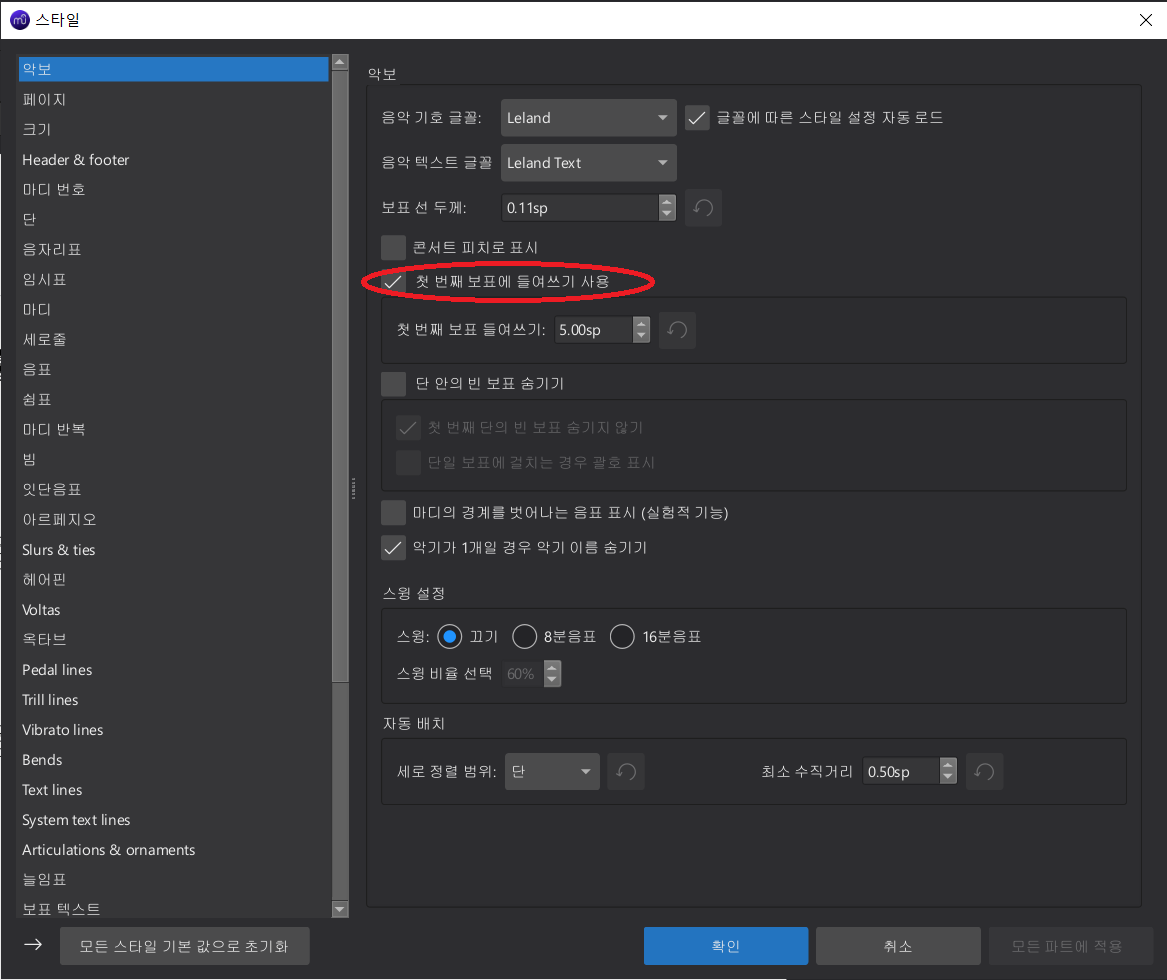 스타일
악보
페이지
크기
Header & footer
마디 번호
단
음자리표
임시표
마디
세로줄
음표
쉼표
마디 반복
빔
잇단음표
아르페지오
Slurs & ties
헤어핀
Voltas
옥타브
Pedal lines
Trill lines
Vibrato lines
Bends
Text lines
System text lines
Articulations & ornaments
늘임표
보표 텍스트
악보
음악 기호 글꼴: Leland 글꼴에 따른 스타일 설정 자동 로드
음악 텍스트 글꼴 Leland Text
보표 선 두께: 0.11sp
콘서트 피치로 표시
첫 번째 보표에 들여쓰기 사용
첫 번째 보표 들여쓰기: 5.00sp
단 안의 빈 보표 숨기기
첫 번째 단의 빈 보표 숨기지 않기
단일 보표에 걸치는 경우 괄호 표시
마디의 경계를 벗어나는 음표 표시 (실험적 기능)
악기가 1개일 경우 악기 이름 숨기기
스윙 설정
스윙: 끄기 8분음표 16분음표
스윙 비율 선택 60%
자동 배치
세로 정렬 범위: 단 최소 수직거리 0.50sp
모든 스타일 기본 값으로 초기화 확인 취소 모든 파트에 적용